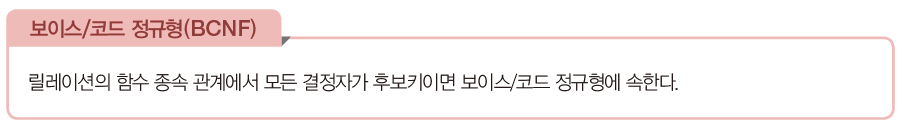 보이스/코드 정규형(BCNF)
릴레이션의 함수 종속 관계에서 모든 결정자가 후보키이면 보이스/코드 정규형에 속한다.